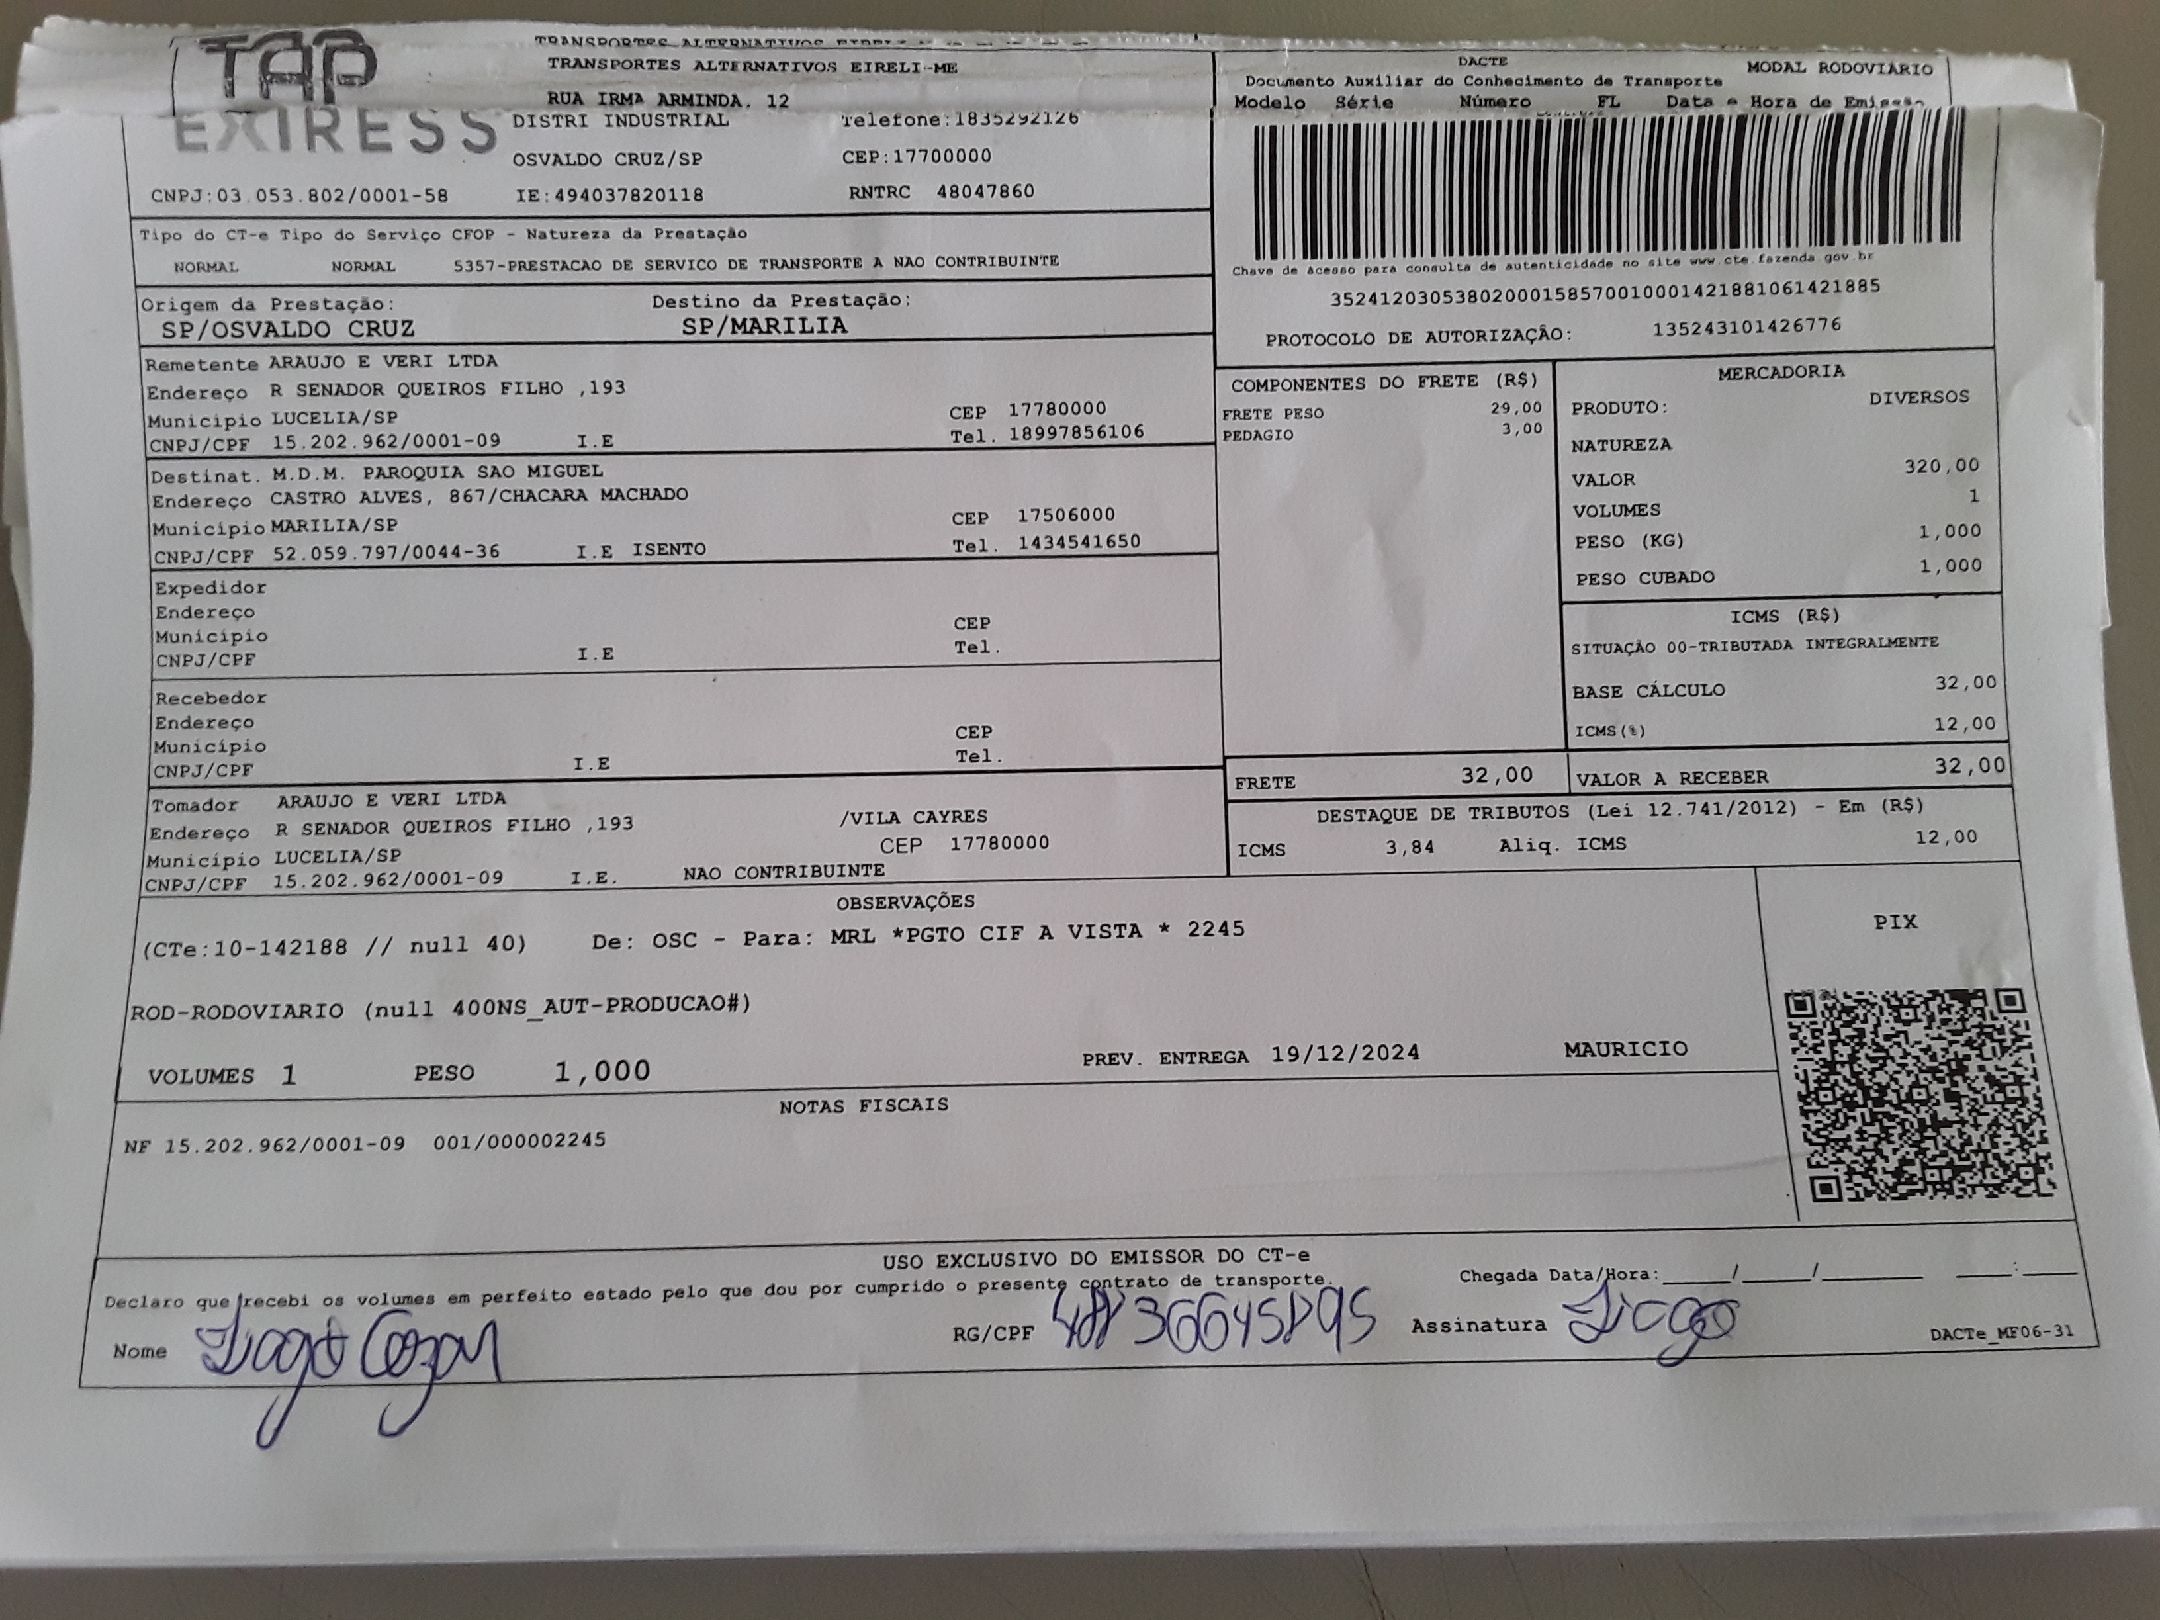 TAP
EXPRESS
TRANSPORTES ALTERNATIVOS EIRELI
TRANSPORTES ALTERNATIVOS EIRELI-ME
RUA IRMA ARMINDA. 12
DISTRI INDUSTRIAL Telefone:1835292126
OSVALDO CRUZ/SP CEP:17700000
CNPJ:03.053.802/0001-58 IE:494037820118 RNTRC 48047860
DACTE MODAL RODOVIÁRIO
Documento Auxiliar do Conhecimento de Transporte
Modelo Série Número FL Data e Hora de Emissão
Chave de acesso para consulta de autenticidade no site www.cte.fazenda.gov.br
35241203053802000158570010001421881061421885
PROTOCOLO DE AUTORIZAÇÃO: 135243101426776
Tipo do CT-e Tipo do Serviço CFOP - Natureza da Prestação
NORMAL NORMAL 5357-PRESTACAO DE SERVICO DE TRANSPORTE A NAO CONTRIBUINTE
Origem da Prestação: Destino da Prestação:
SP/OSVALDO CRUZ SP/MARILIA
Remetente ARAUJO E VERI LTDA
Endereço R SENADOR QUEIROS FILHO ,193
Município LUCELIA/SP CEP 17780000
CNPJ/CPF 15.202.962/0001-09 I.E Tel. 18997856106
Destinat. M.D.M. PAROQUIA SAO MIGUEL
Endereço CASTRO ALVES, 867/CHACARA MACHADO
Município MARILIA/SP CEP 17506000
CNPJ/CPF 52.059.797/0044-36 I.E ISENTO Tel. 1434541650
Expedidor
Endereço
Município CEP
CNPJ/CPF I.E Tel.
Recebedor
Endereço
Município CEP
CNPJ/CPF I.E Tel.
Tomador ARAUJO E VERI LTDA
Endereço R SENADOR QUEIROS FILHO ,193 /VILA CAYRES
Município LUCELIA/SP CEP 17780000
CNPJ/CPF 15.202.962/0001-09 I.E. NAO CONTRIBUINTE
COMPONENTES DO FRETE (R$)
FRETE PESO 29,00
PEDAGIO 3,00
MERCADORIA
PRODUTO: DIVERSOS
NATUREZA
VALOR 320,00
VOLUMES 1
PESO (KG) 1,000
PESO CUBADO 1,000
ICMS (R$)
SITUAÇÃO 00-TRIBUTADA INTEGRALMENTE
BASE CÁLCULO 32,00
ICMS(%) 12,00
FRETE 32,00 VALOR A RECEBER 32,00
DESTAQUE DE TRIBUTOS (Lei 12.741/2012) - Em (R$)
ICMS 3,84 Aliq. ICMS 12,00
OBSERVAÇÕES
(CTe:10-142188 // null 40) De: OSC - Para: MRL *PGTO CIF A VISTA * 2245
PIX
ROD-RODOVIARIO (null 400NS_AUT-PRODUCAO#)
VOLUMES 1 PESO 1,000 PREV. ENTREGA 19/12/2024 MAURICIO
NOTAS FISCAIS
NF 15.202.962/0001-09 001/000002245
USO EXCLUSIVO DO EMISSOR DO CT-e
Declaro que recebi os volumes em perfeito estado pelo que dou por cumprido o presente contrato de transporte. Chegada Data/Hora:____/____/______ ___:___
Nome RG/CPF Assinatura
DACTe_MF06-31